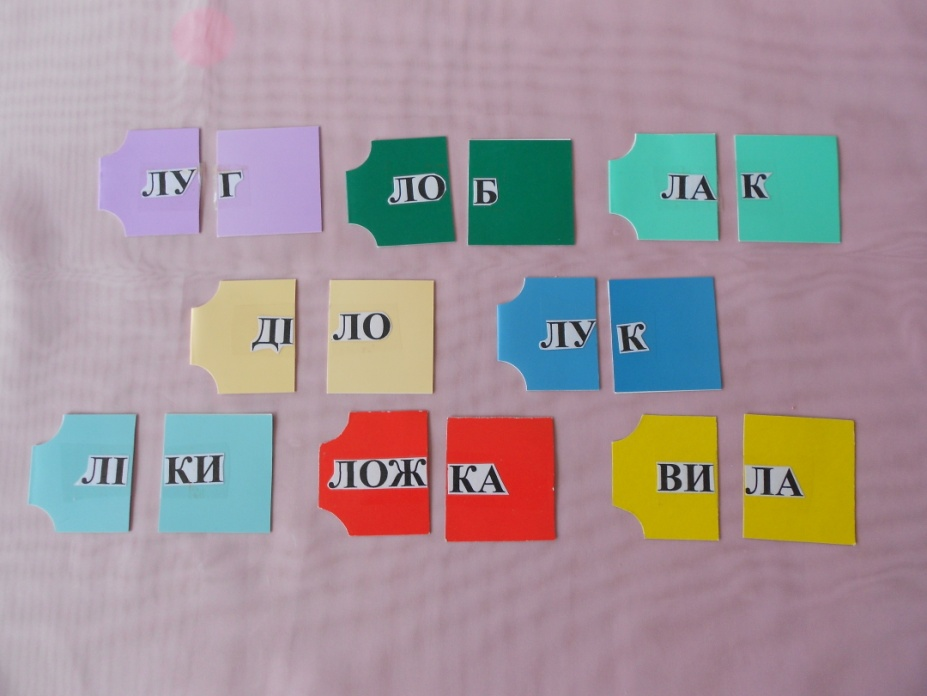 ЛУ Г ЛО Б ЛА К
ДІ ЛО ЛУ К
ЛІ КИ ЛОЖ КА ВИ ЛА